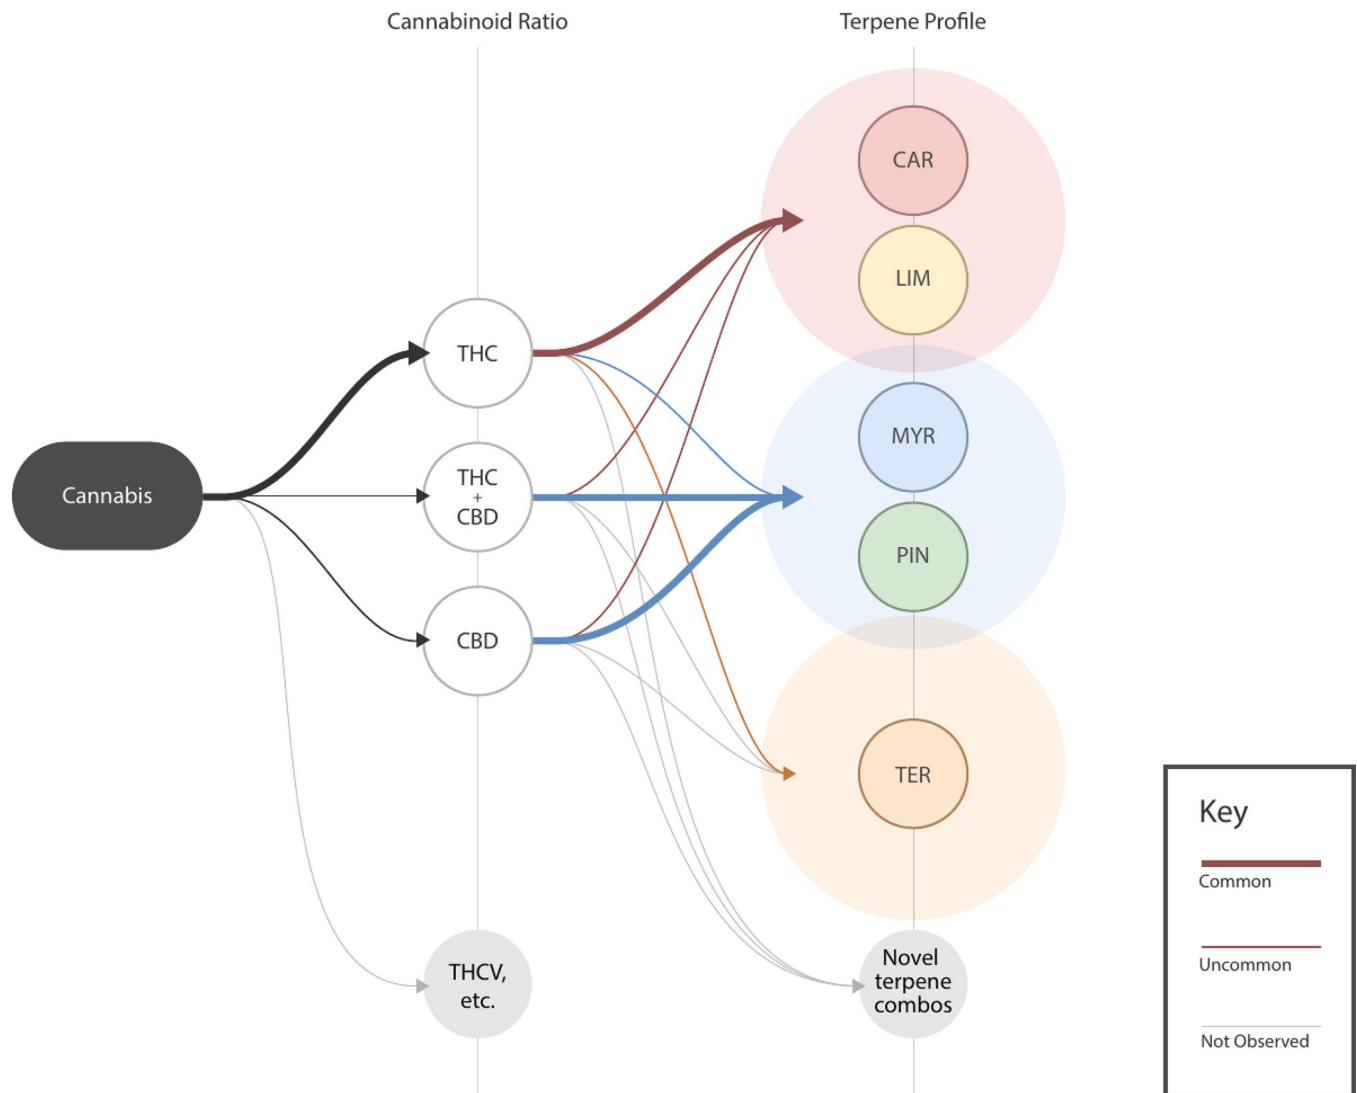 Cannabinoid Ratio
Terpene Profile
CAR
LIM
THC
MYR
Cannabis
THC
+
CBD
PIN
CBD
TER
Key
Common
Uncommon
Not Observed
THCV,
etc.
Novel
terpene
combos